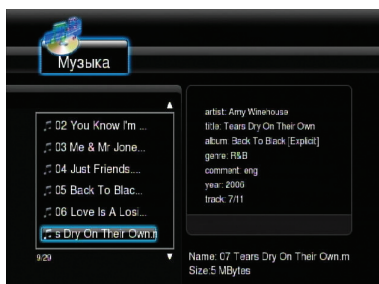 Музыка
02 You Know I'm ...
03 Me & Mr Jone...
04 Just Friends....
05 Back To Blac...
06 Love Is A Losi...
s Dry On Their Own.m
9/29
artist: Amy Winehouse
title: Tears Dry On Their Own
album: Back To Black [Explicit]
genre: R&B
comment: eng
year: 2006
track: 7/11
Name: 07 Tears Dry On Their Own.m
Size:5 MBytes